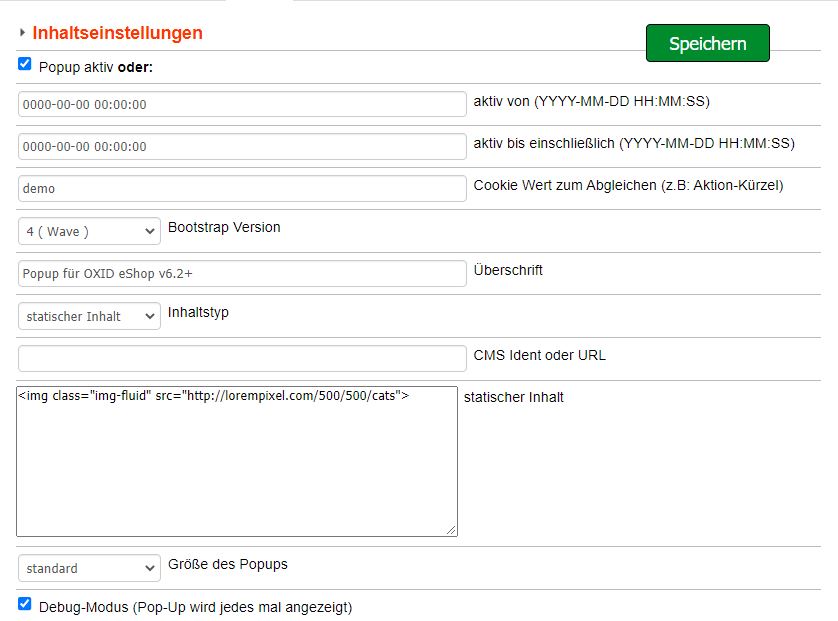 Inhaltseinstellungen
Speichern
Popup aktiv oder:
0000-00-00 00:00:00 aktiv von (YYYY-MM-DD HH:MM:SS)
0000-00-00 00:00:00 aktiv bis einschließlich (YYYY-MM-DD HH:MM:SS)
demo Cookie Wert zum Abgleichen (z.B: Aktion-Kürzel)
4 ( Wave ) Bootstrap Version
Popup für OXID eShop v6.2+ Überschrift
statischer Inhalt Inhaltstyp
CMS Ident oder URL
<img class="img-fluid" src="http://lorempixel.com/500/500/cats"> statischer Inhalt
standard Größe des Popups
Debug-Modus (Pop-Up wird jedes mal angezeigt)